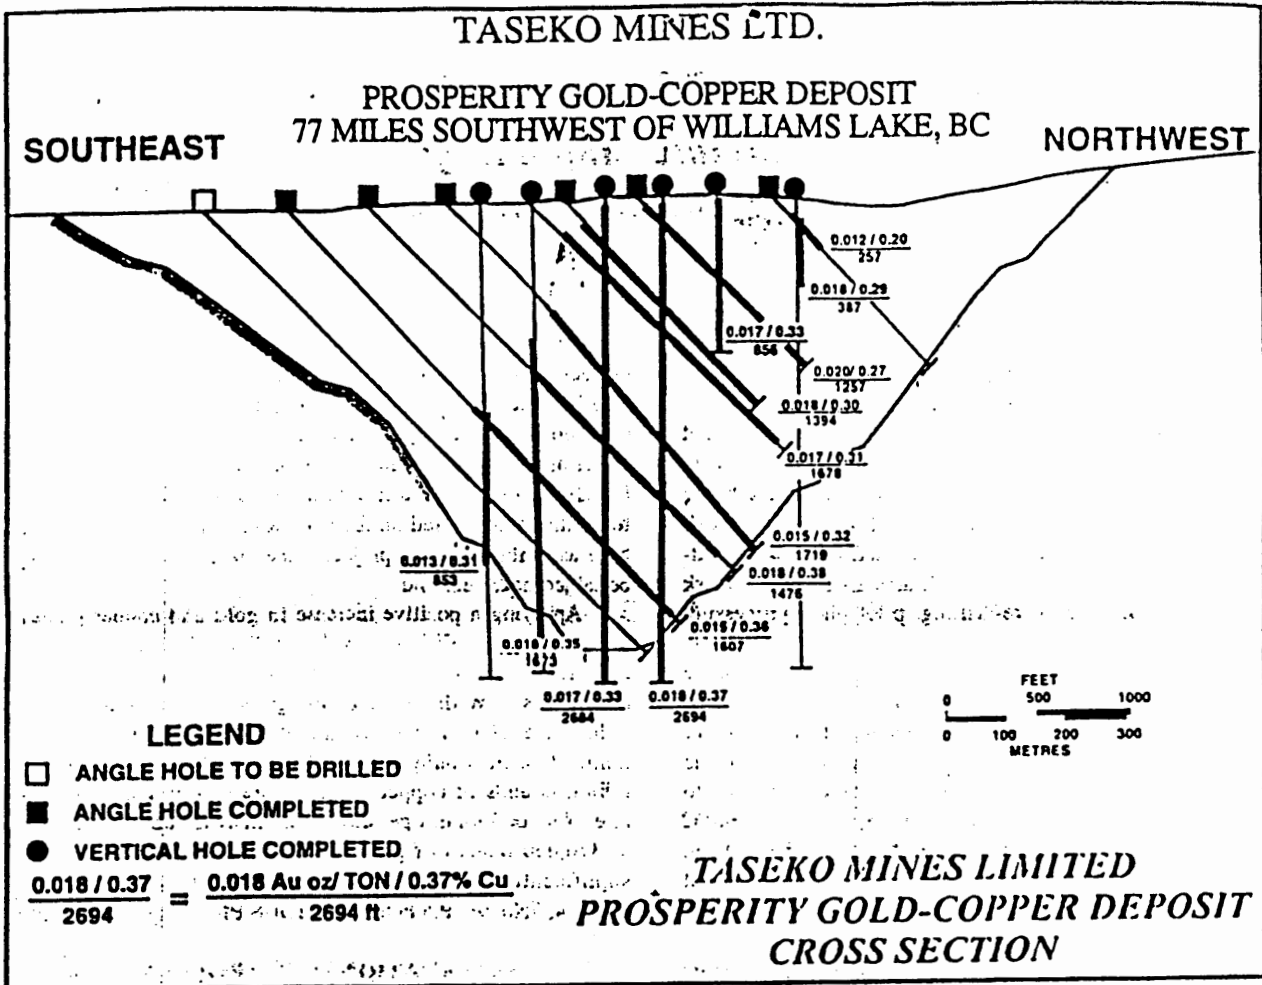 TASEKO MINES LTD.
PROSPERITY GOLD-COPPER DEPOSIT
77 MILES SOUTHWEST OF WILLIAMS LAKE, BC
SOUTHEAST
NORTHWEST
0.012 / 0.20
257
0.018 / 0.29
387
0.017 / 0.33
856
0.020 / 0.27
1257
0.018 / 0.30
1394
0.017 / 0.31
1678
0.015 / 0.32
1719
0.018 / 0.38
1476
0.013 / 0.31
853
0.015 / 0.36
1607
0.018 / 0.35
0.017 / 0.33
2684
0.018 / 0.37
2694
FEET
0 500 1000
0 100 200 300
METRES
LEGEND
ANGLE HOLE TO BE DRILLED
ANGLE HOLE COMPLETED
VERTICAL HOLE COMPLETED
0.018 / 0.37 = 0.018 Au oz/ TON / 0.37% Cu
2694 2694 ft
TASEKO MINES LIMITED
PROSPERITY GOLD-COPPER DEPOSIT
CROSS SECTION